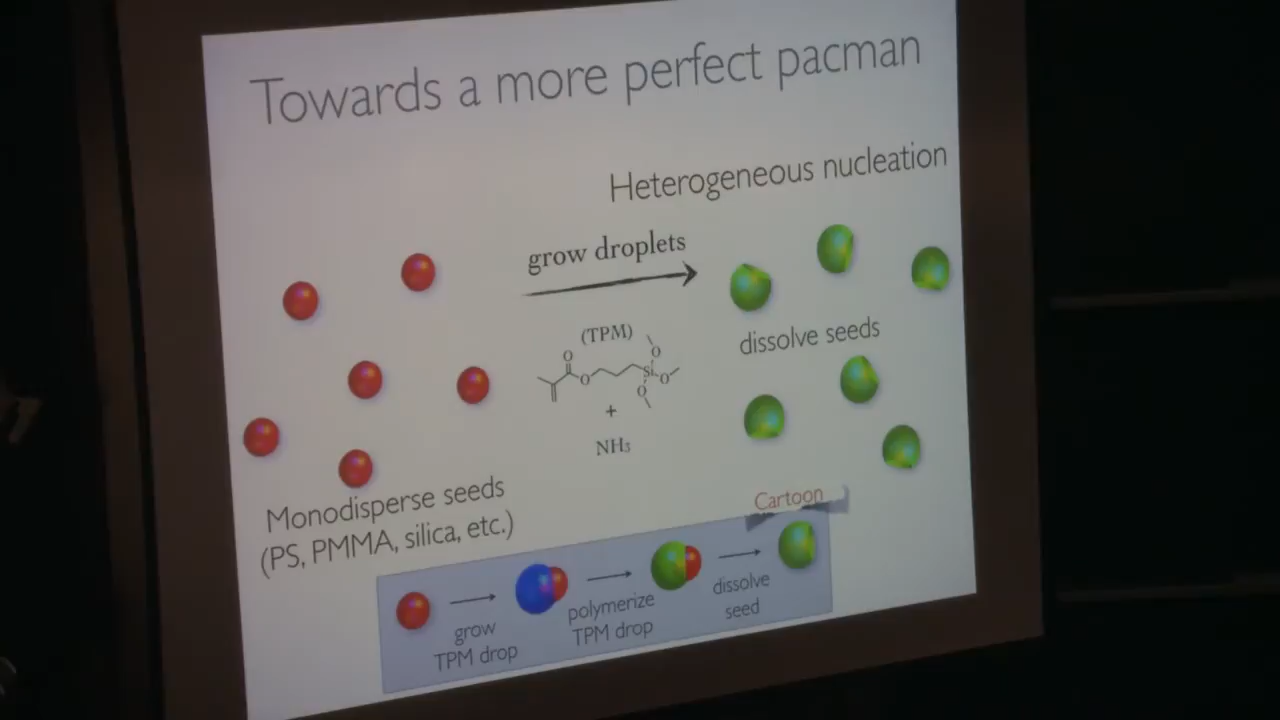 Towards a more perfect pacman
Heterogeneous nucleation
grow droplets
(TPM)
O
O
O
Si
O
O
+
NH₃
dissolve seeds
Monodisperse seeds
(PS, PMMA, silica, etc.)
Cartoon
grow
TPM drop
polymerize
TPM drop
dissolve
seed